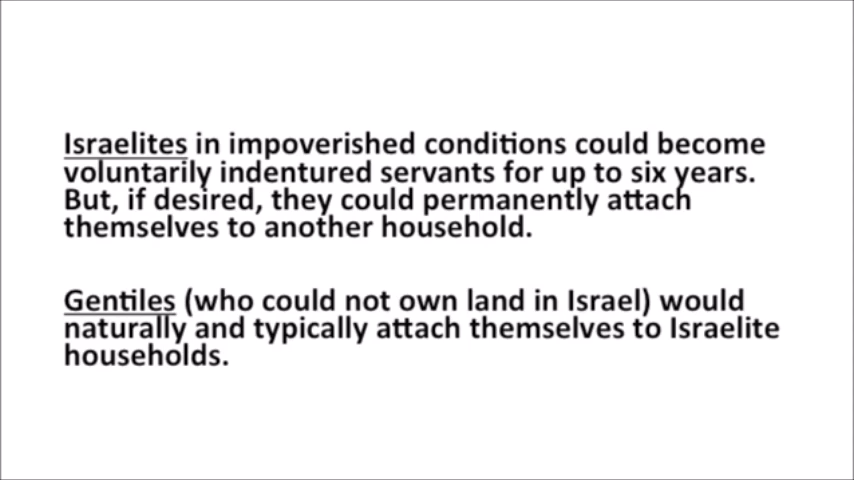 Israelites in impoverished conditions could become
voluntarily indentured servants for up to six years.
But, if desired, they could permanently attach
themselves to another household.
Gentiles (who could not own land in Israel) would
naturally and typically attach themselves to Israelite
households.